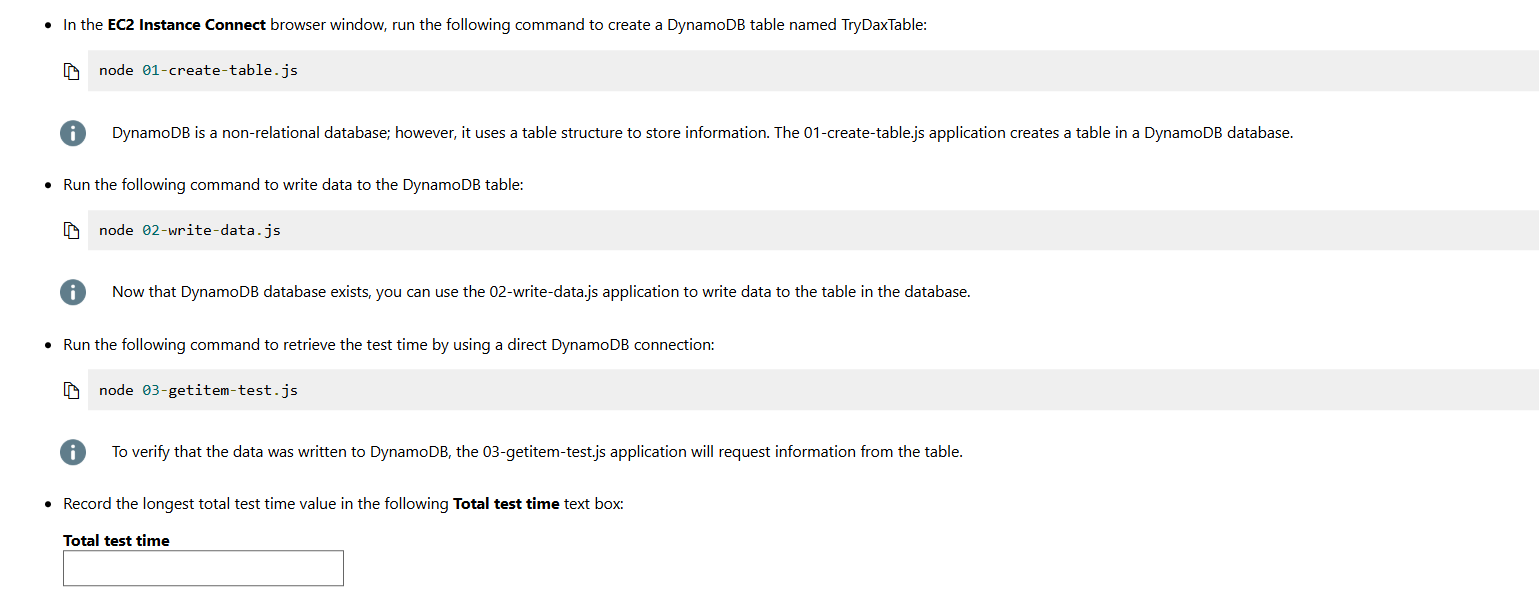 In the EC2 Instance Connect browser window, run the following command to create a DynamoDB table named TryDaxTable:
node 01-create-table.js
DynamoDB is a non-relational database; however, it uses a table structure to store information. The 01-create-table.js application creates a table in a DynamoDB database.
Run the following command to write data to the DynamoDB table:
node 02-write-data.js
Now that DynamoDB database exists, you can use the 02-write-data.js application to write data to the table in the database.
Run the following command to retrieve the test time by using a direct DynamoDB connection:
node 03-getitem-test.js
To verify that the data was written to DynamoDB, the 03-getitem-test.js application will request information from the table.
Record the longest total test time value in the following Total test time text box:
Total test time